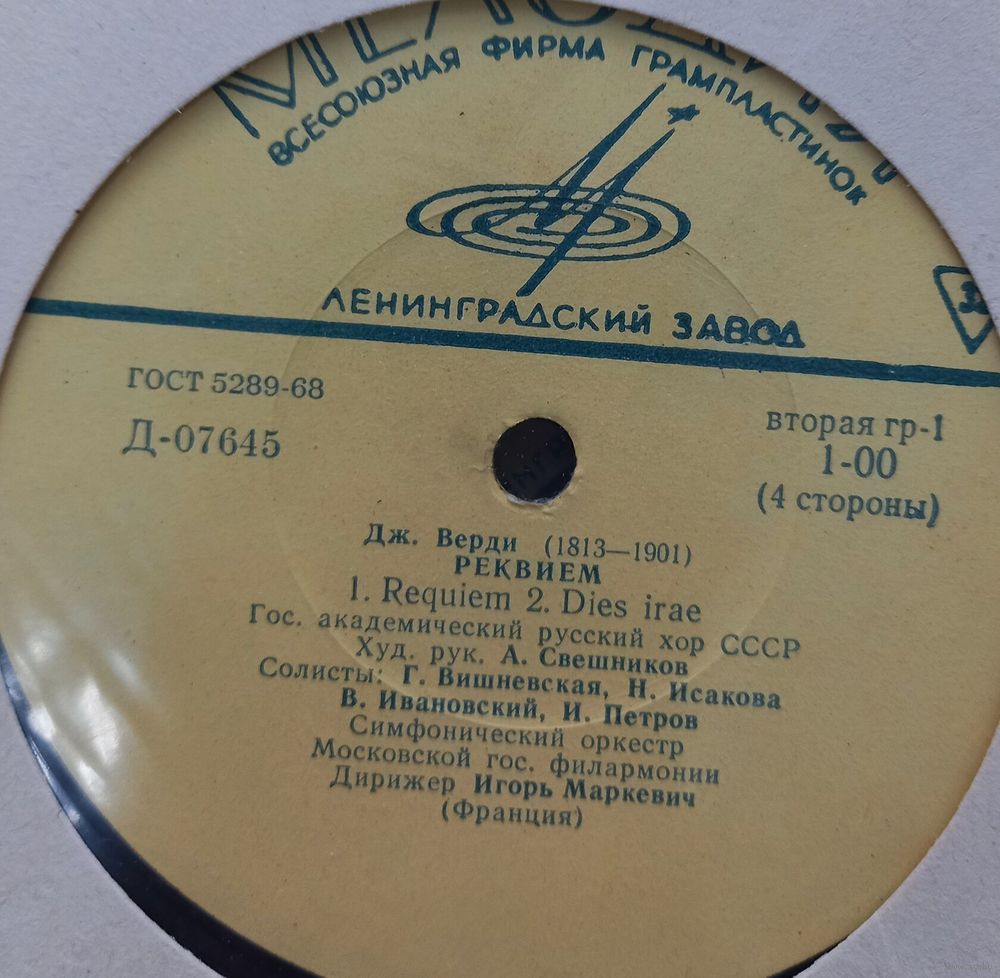 ВСЕСОЮЗНАЯ ФИРМА ГРАМПЛАСТИНОК
ЛЕНИНГРАДСКИЙ ЗАВОД
ГОСТ 5289-68
Д-07645
вторая гр-1
1-00
(4 стороны)
Дж. Верди (1813—1901)
РЕКВИЕМ
1. Requiem 2. Dies irae
Гос. академический русский хор СССР
Худ. рук. А. Свешников
Солисты: Г. Вишневская, Н. Исакова
В. Ивановский, И. Петров
Симфонический оркестр
Московской гос. филармонии
Дирижер Игорь Маркевич
(Франция)